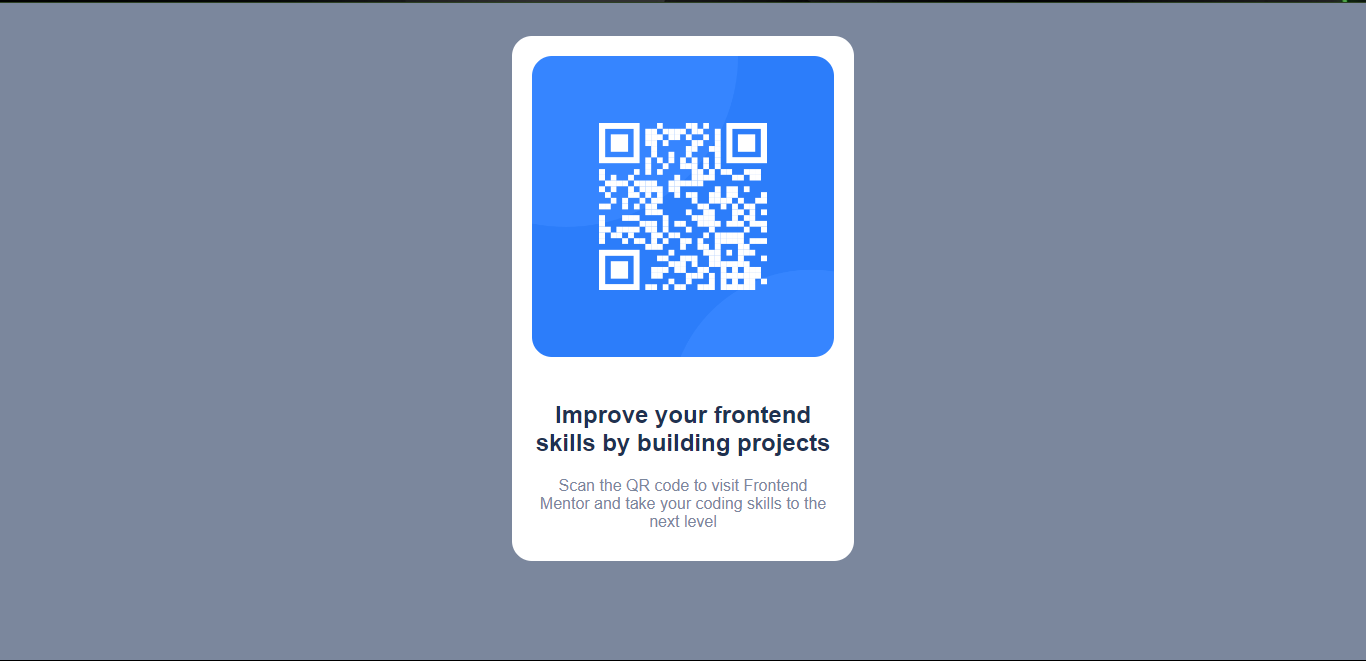 Improve your frontend
skills by building projects
Scan the QR code to visit Frontend
Mentor and take your coding skills to the
next level